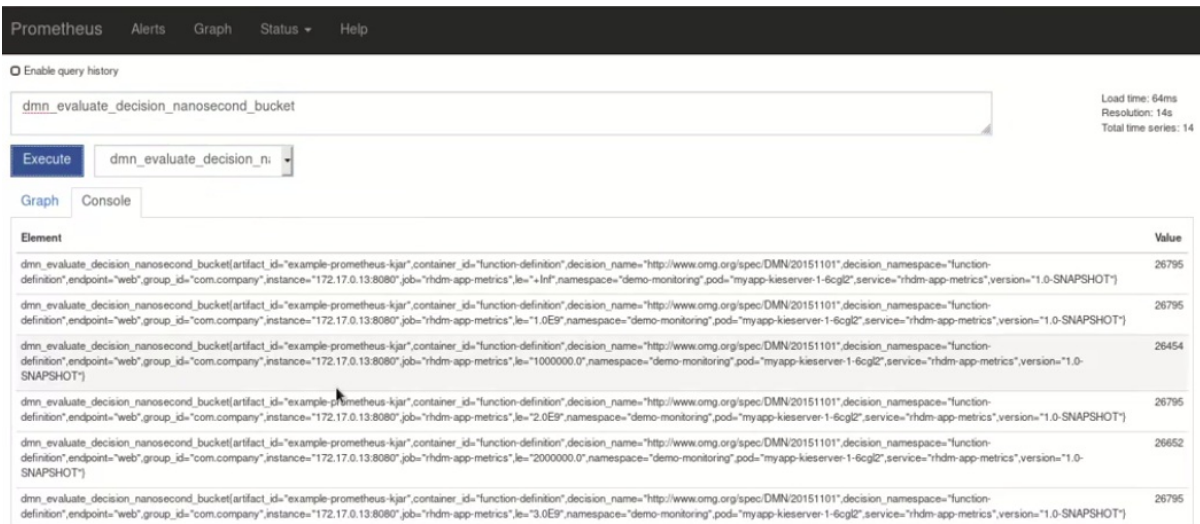 Prometheus Alerts Graph Status Help
Enable query history
dmn_evaluate_decision_nanosecond_bucket
Load time: 64ms
Resolution: 14s
Total time series: 14
Execute dmn_evaluate_decision_n
Graph Console
Element Value
dmn_evaluate_decision_nanosecond_bucket{artifact_id="example-prometheus-kjar",container_id="function-definition",decision_name="http://www.omg.org/spec/DMN/20151101",decision_namespace="function- 26795
definition",endpoint="web",group_id="com.company",instance="172.17.0.13:8080",job="rhdm-app-metrics",le="+Inf",namespace="demo-monitoring",pod="myapp-kieserver-1-6cgl2",service="rhdm-app-metrics",version="1.0-SNAPSHOT"}
dmn_evaluate_decision_nanosecond_bucket{artifact_id="example-prometheus-kjar",container_id="function-definition",decision_name="http://www.omg.org/spec/DMN/20151101",decision_namespace="function- 26795
definition",endpoint="web",group_id="com.company",instance="172.17.0.13:8080",job="rhdm-app-metrics",le="1.0E9",namespace="demo-monitoring",pod="myapp-kieserver-1-6cgl2",service="rhdm-app-metrics",version="1.0-SNAPSHOT"}
dmn_evaluate_decision_nanosecond_bucket{artifact_id="example-prometheus-kjar",container_id="function-definition",decision_name="http://www.omg.org/spec/DMN/20151101",decision_namespace="function- 26454
definition",endpoint="web",group_id="com.company",instance="172.17.0.13:8080",job="rhdm-app-metrics",le="1000000.0",namespace="demo-monitoring",pod="myapp-kieserver-1-6cgl2",service="rhdm-app-metrics",version="1.0-
SNAPSHOT"}
dmn_evaluate_decision_nanosecond_bucket{artifact_id="example-prometheus-kjar",container_id="function-definition",decision_name="http://www.omg.org/spec/DMN/20151101",decision_namespace="function- 26795
definition",endpoint="web",group_id="com.company",instance="172.17.0.13:8080",job="rhdm-app-metrics",le="2.0E9",namespace="demo-monitoring",pod="myapp-kieserver-1-6cgl2",service="rhdm-app-metrics",version="1.0-SNAPSHOT"}
dmn_evaluate_decision_nanosecond_bucket{artifact_id="example-prometheus-kjar",container_id="function-definition",decision_name="http://www.omg.org/spec/DMN/20151101",decision_namespace="function- 26652
definition",endpoint="web",group_id="com.company",instance="172.17.0.13:8080",job="rhdm-app-metrics",le="2000000.0",namespace="demo-monitoring",pod="myapp-kieserver-1-6cgl2",service="rhdm-app-metrics",version="1.0-
SNAPSHOT"}
dmn_evaluate_decision_nanosecond_bucket{artifact_id="example-prometheus-kjar",container_id="function-definition",decision_name="http://www.omg.org/spec/DMN/20151101",decision_namespace="function- 26795
definition",endpoint="web",group_id="com.company",instance="172.17.0.13:8080",job="rhdm-app-metrics",le="3.0E9",namespace="demo-monitoring",pod="myapp-kieserver-1-6cgl2",service="rhdm-app-metrics",version="1.0-SNAPSHOT"}